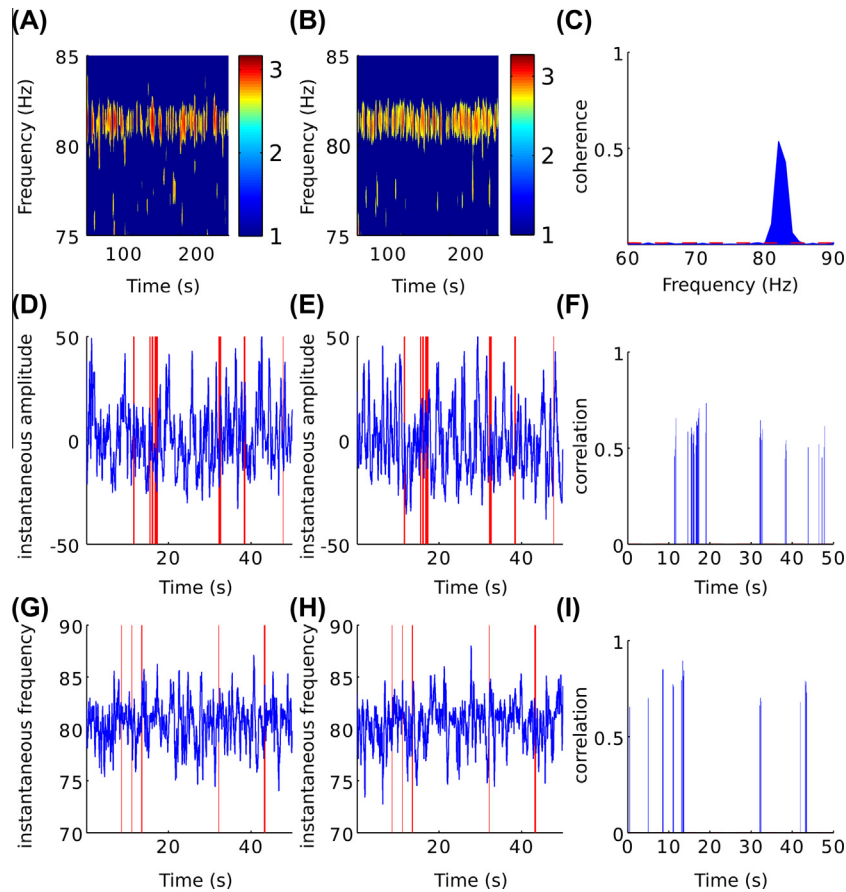 (A)
85
80
75
Frequency (Hz)
100 200
Time (s)
3
2
1
(B)
85
80
75
100 200
Time (s)
3
2
1
(C)
1
0.5
coherence
60 70 80 90
Frequency (Hz)
(D)
50
0
-50
instantaneous amplitude
20 40
Time (s)
(E)
50
0
-50
instantaneous amplitude
20 40
Time (s)
(F)
1
0.5
0
correlation
0 10 20 30 40 50
Time (s)
(G)
90
85
80
75
70
instantaneous frequency
20 40
Time (s)
(H)
90
85
80
75
70
instantaneous frequency
20 40
Time (s)
(I)
1
0.5
0
correlation
0 10 20 30 40 50
Time (s)